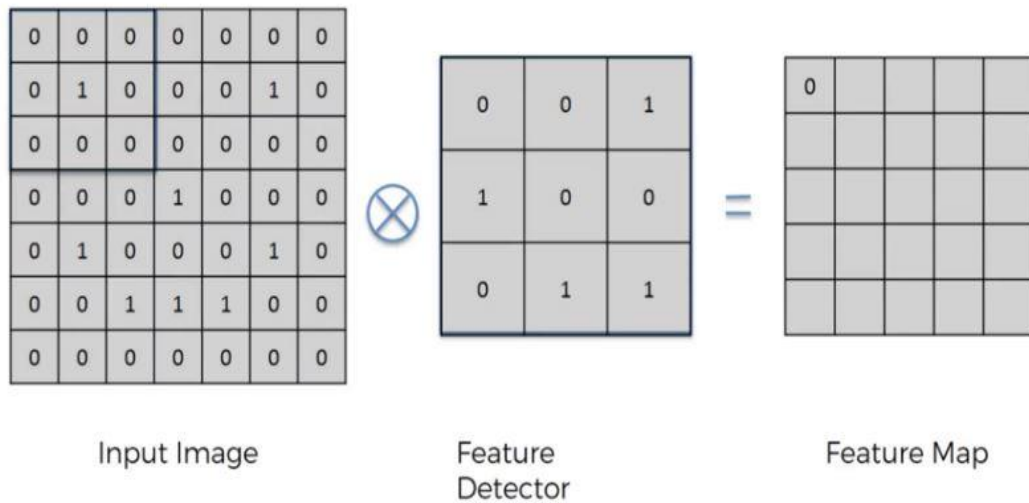 0 0 0 0 0 0 0
0 1 0 0 0 1 0
0 0 0 0 0 0 0
0 0 0 1 0 0 0
0 1 0 0 0 1 0
0 0 1 1 1 0 0
0 0 0 0 0 0 0
0 0 1
1 0 0
0 1 1
=
0
Input Image
Feature
Detector
Feature Map